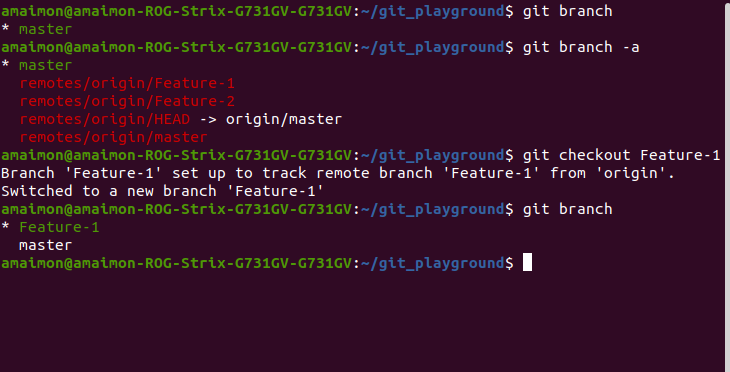 amaimon@amaimon-ROG-Strix-G731GV-G731GV:~/git_playground$ git branch
* master
amaimon@amaimon-ROG-Strix-G731GV-G731GV:~/git_playground$ git branch -a
* master
  remotes/origin/Feature-1
  remotes/origin/Feature-2
  remotes/origin/HEAD -> origin/master
  remotes/origin/master
amaimon@amaimon-ROG-Strix-G731GV-G731GV:~/git_playground$ git checkout Feature-1
Branch 'Feature-1' set up to track remote branch 'Feature-1' from 'origin'.
Switched to a new branch 'Feature-1'
amaimon@amaimon-ROG-Strix-G731GV-G731GV:~/git_playground$ git branch
* Feature-1
  master
amaimon@amaimon-ROG-Strix-G731GV-G731GV:~/git_playground$